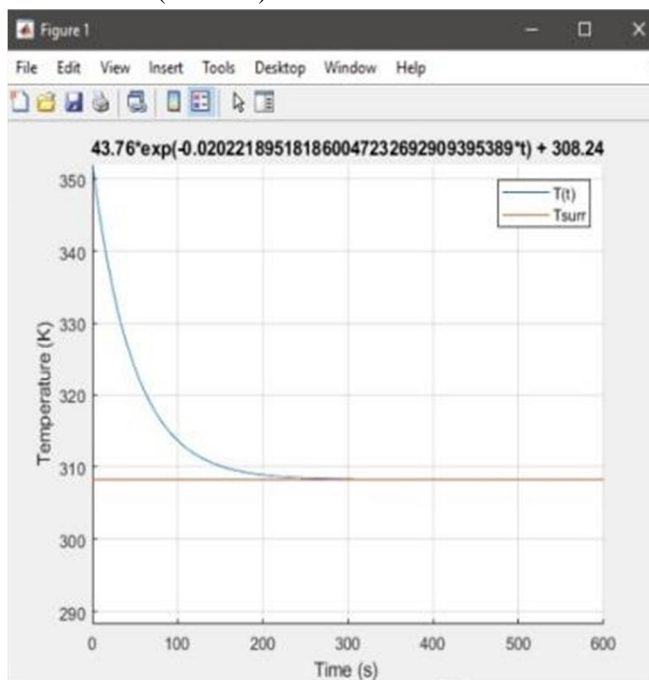 Figure 1
File Edit View Insert Tools Desktop Window Help
43.76*exp(-0.020221895181860047232692909395389*t) + 308.24
T(t)
Tsurr
350
340
330
320
310
300
290
Temperature (K)
0 100 200 300 400 500 600
Time (s)